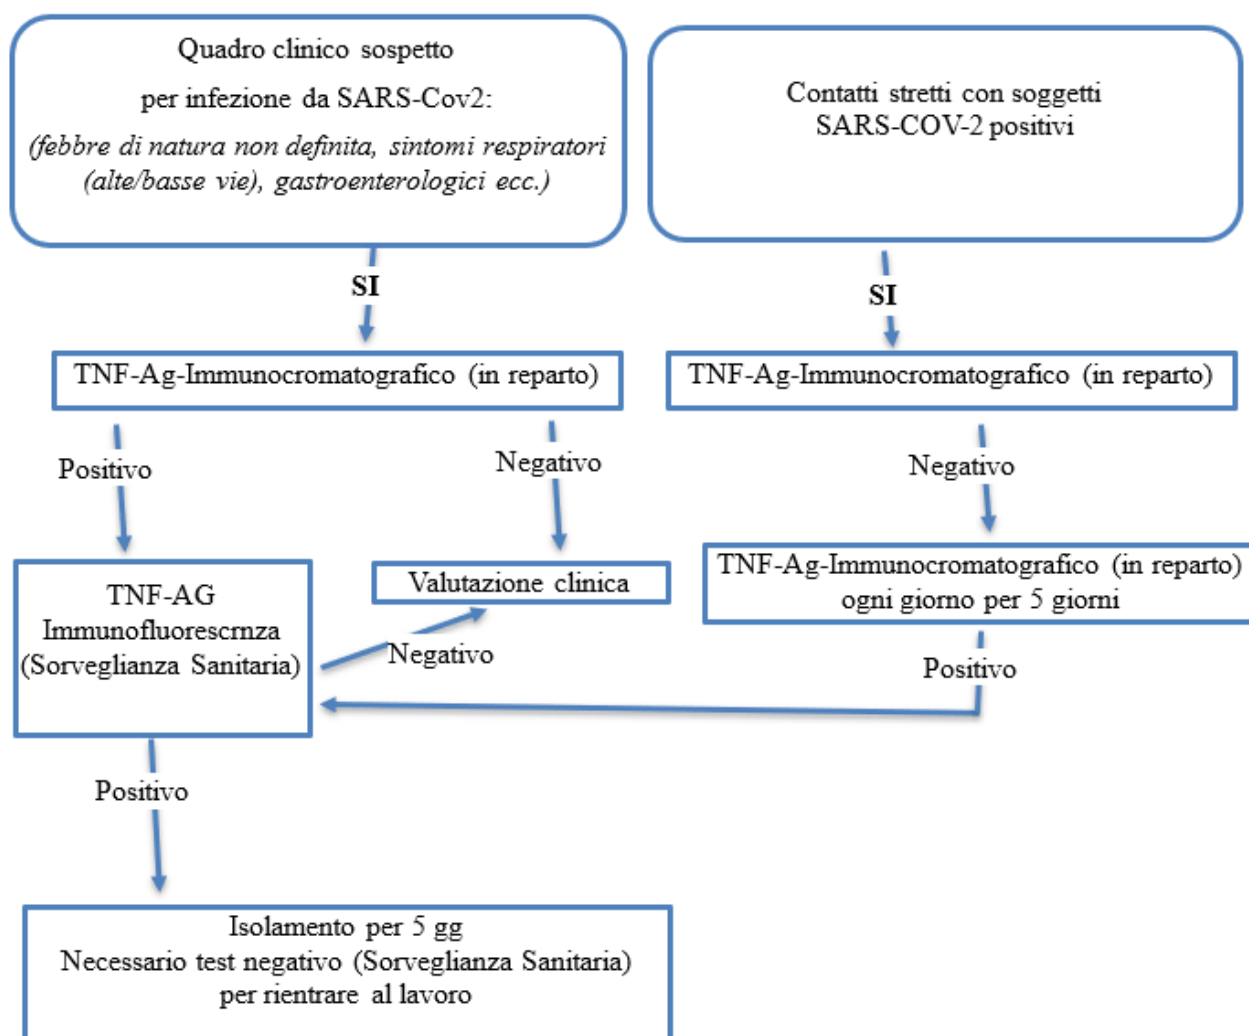 Quadro clinico sospetto
per infezione da SARS-Cov2:
(febbre di natura non definita, sintomi respiratori
(alte/basse vie), gastroenterologici ecc.)
Contatti stretti con soggetti
SARS-COV-2 positivi
SI
SI
TNF-Ag-Immunocromatografico (in reparto)
TNF-Ag-Immunocromatografico (in reparto)
Positivo
Negativo
Negativo
TNF-AG
Immunofluorescrnza
(Sorveglianza Sanitaria)
Valutazione clinica
TNF-Ag-Immunocromatografico (in reparto)
ogni giorno per 5 giorni
Negativo
Positivo
Positivo
Isolamento per 5 gg
Necessario test negativo (Sorveglianza Sanitaria)
per rientrare al lavoro